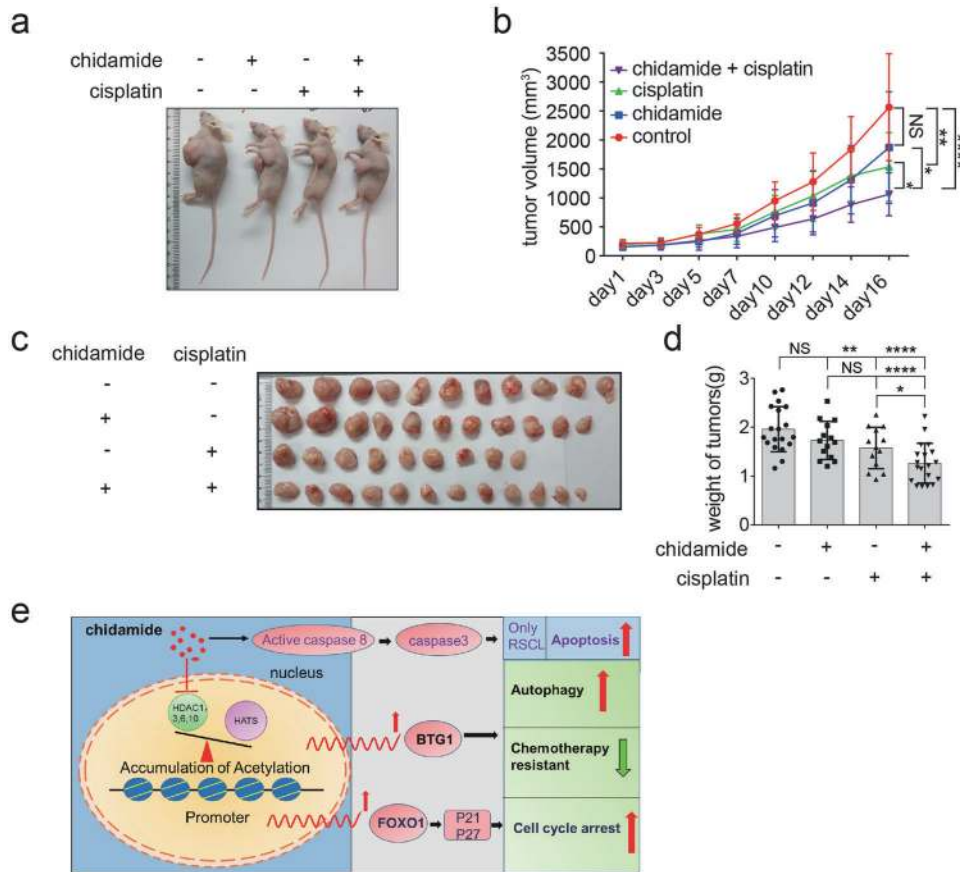 a
chidamide - + - +
cisplatin - - + +
b
tumor volume (mm³)
3500
3000
2500
2000
1500
1000
500
0
chidamide + cisplatin
cisplatin
chidamide
control
NS
**
****
*
*
day1 day3 day5 day7 day10 day12 day14 day16
c
chidamide cisplatin
- -
+ -
- +
+ +
d
NS ** ****
NS ****
*
weight of tumors(g)
3
2
1
0
chidamide - + - +
cisplatin - - + +
e
chidamide
Active caspase 8
caspase3
Only
RSCL
Apoptosis
nucleus
HDAC1,
3,6,10
HATS
Autophagy
BTG1
Chemotherapy
resistant
Accumulation of Acetylation
Promoter
FOXO1
P21
P27
Cell cycle arrest